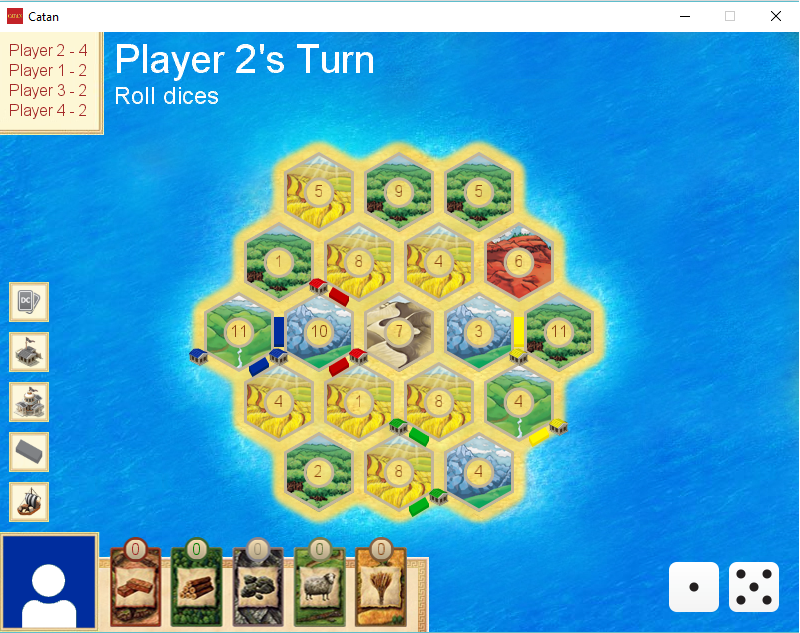 CATAN Catan
Player 2 - 4
Player 1 - 2
Player 3 - 2
Player 4 - 2
Player 2's Turn
Roll dices
5 9 5
1 8 4 6
11 10 7 3 11
4 1 8 4
2 8 4
DC
0 0 0 0 0